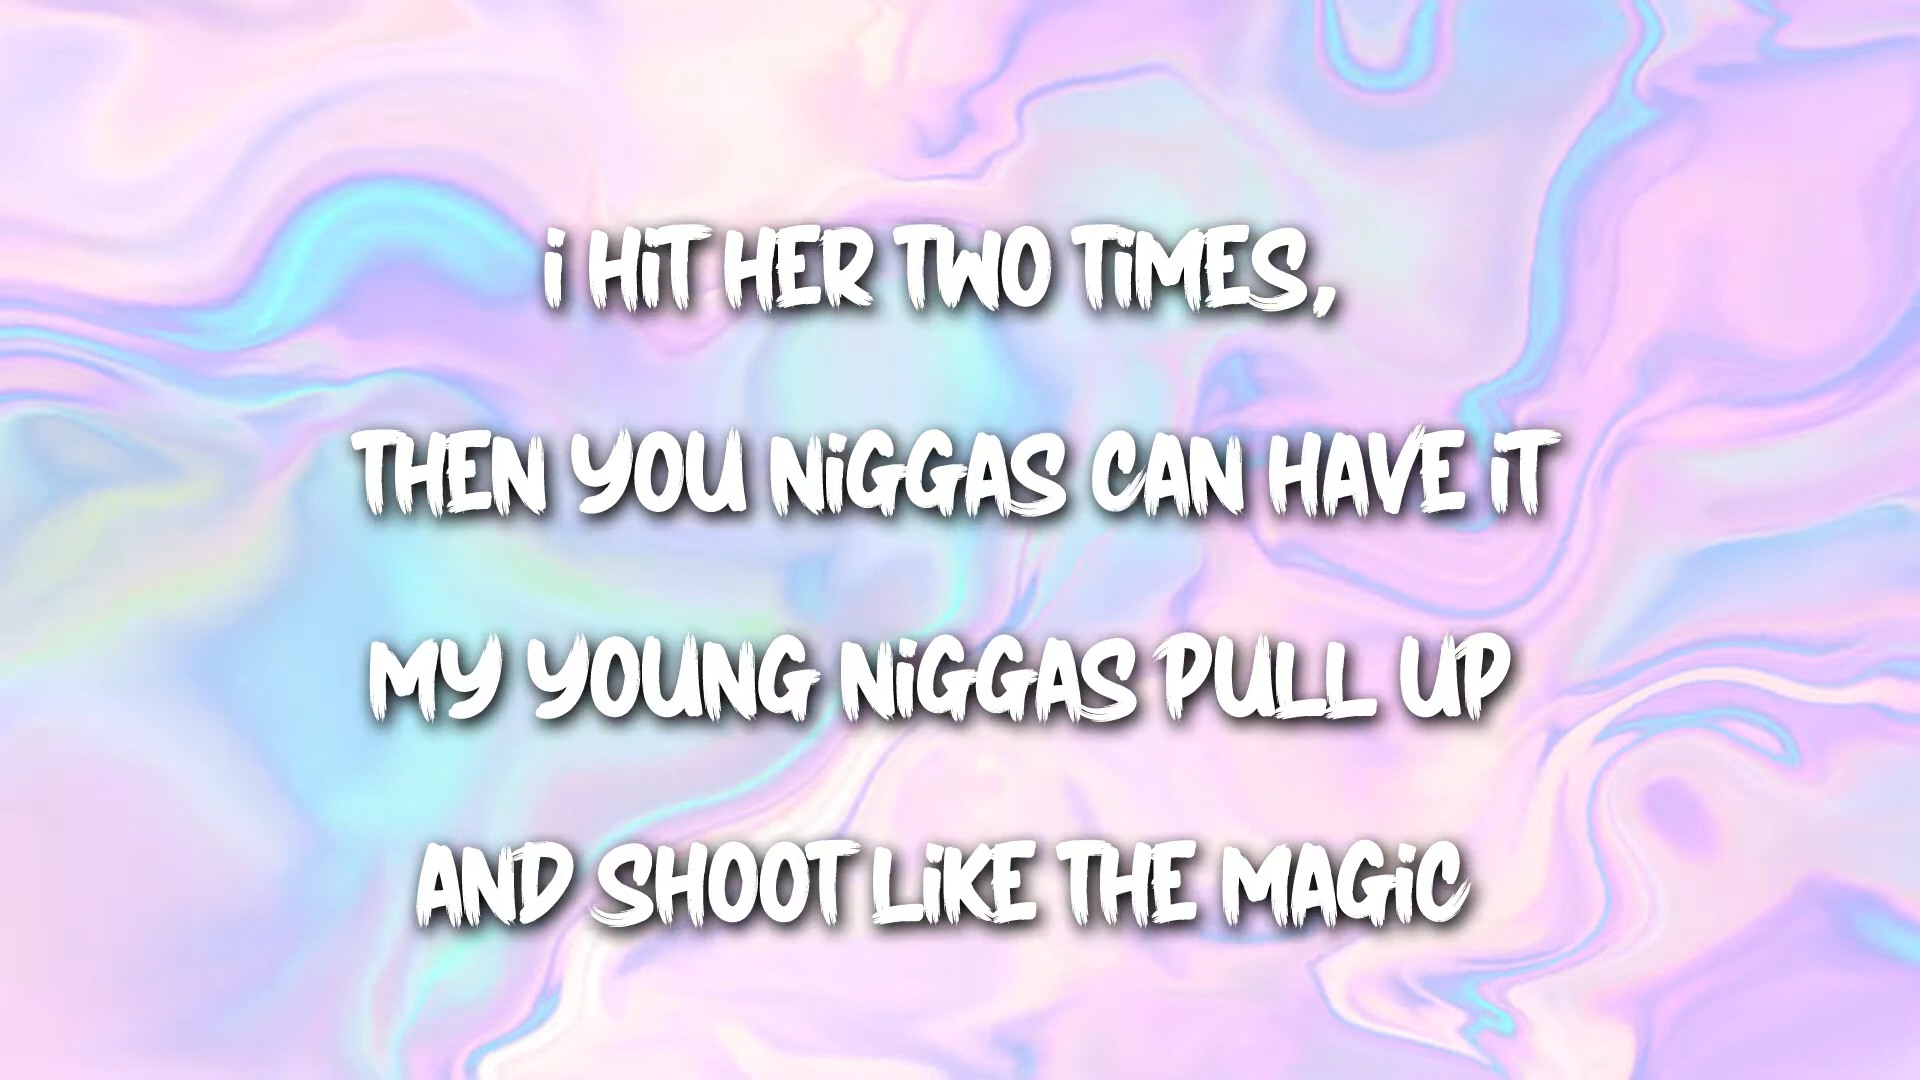 i HiT HER TWO TiMES,
THEN YOU NiGGAS CAN HAVE iT
MY YOUNG NiGGAS PULL UP
AND SHOOT LiKE THE MAGiC